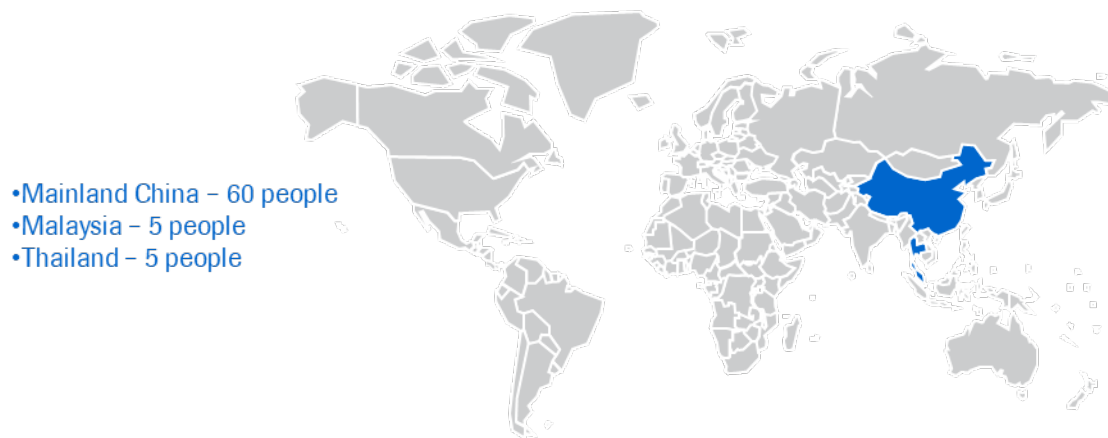 •Mainland China – 60 people
•Malaysia – 5 people
•Thailand – 5 people